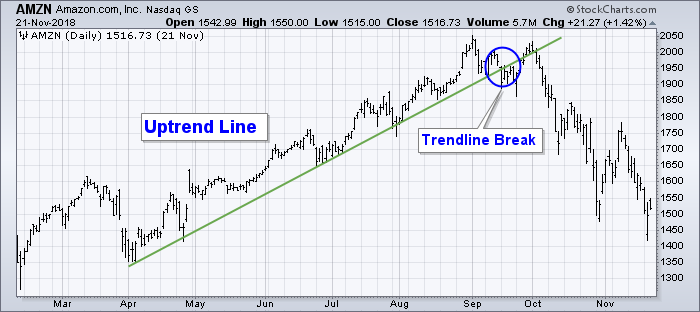 AMZN Amazon.com, Inc. Nasdaq GS © StockCharts.com
21-Nov-2018 Open 1542.99 High 1550.00 Low 1515.00 Close 1516.73 Volume 5.7M Chg +21.27 (+1.42%)
AMZN (Daily) 1516.73 (21 Nov)
Uptrend Line
Trendline Break
2050
2000
1950
1900
1850
1800
1750
1700
1650
1600
1550
1500
1450
1400
1350
1300
Mar Apr May Jun Jul Aug Sep Oct Nov